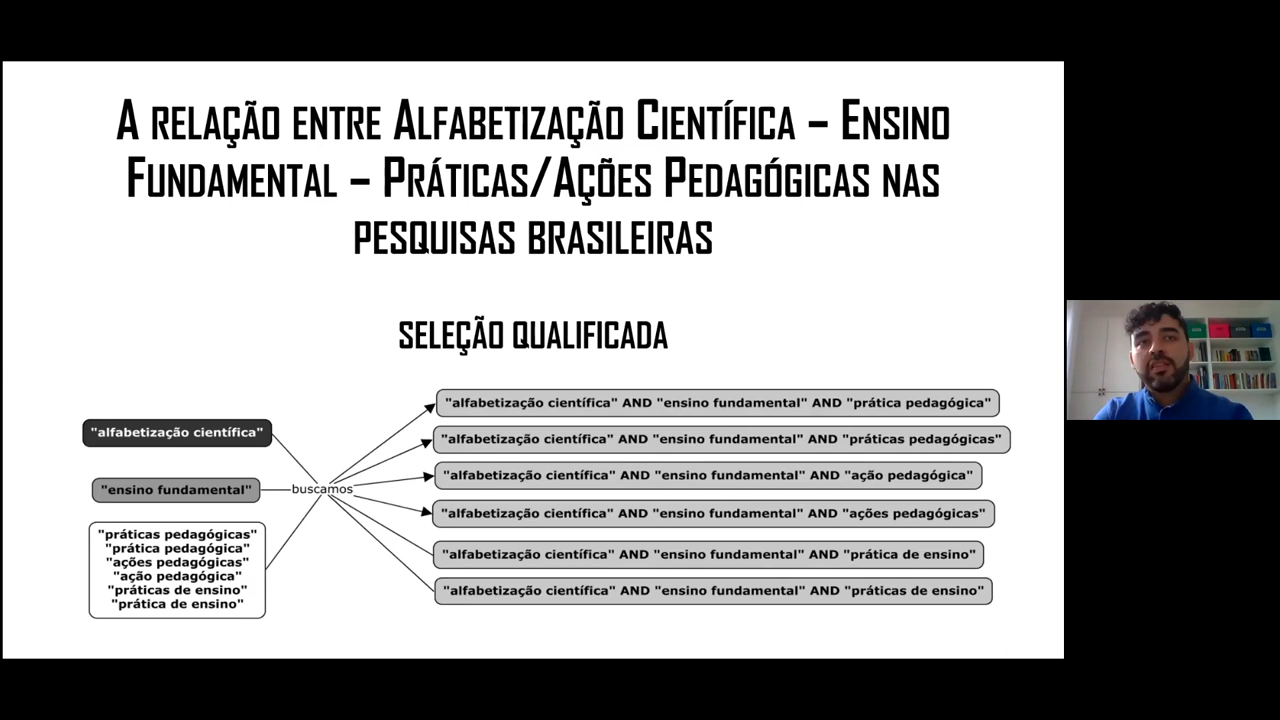 A RELAÇÃO ENTRE ALFABETIZAÇÃO CIENTÍFICA – ENSINO
FUNDAMENTAL – PRÁTICAS/AÇÕES PEDAGÓGICAS NAS
PESQUISAS BRASILEIRAS
SELEÇÃO QUALIFICADA
"alfabetização científica"
"ensino fundamental"
"práticas pedagógicas"
"prática pedagógica"
"ações pedagógicas"
"ação pedagógica"
"práticas de ensino"
"prática de ensino"
buscamos
"alfabetização científica" AND "ensino fundamental" AND "prática pedagógica"
"alfabetização científica" AND "ensino fundamental" AND "práticas pedagógicas"
"alfabetização científica" AND "ensino fundamental" AND "ação pedagógica"
"alfabetização científica" AND "ensino fundamental" AND "ações pedagógicas"
"alfabetização científica" AND "ensino fundamental" AND "prática de ensino"
"alfabetização científica" AND "ensino fundamental" AND "práticas de ensino"